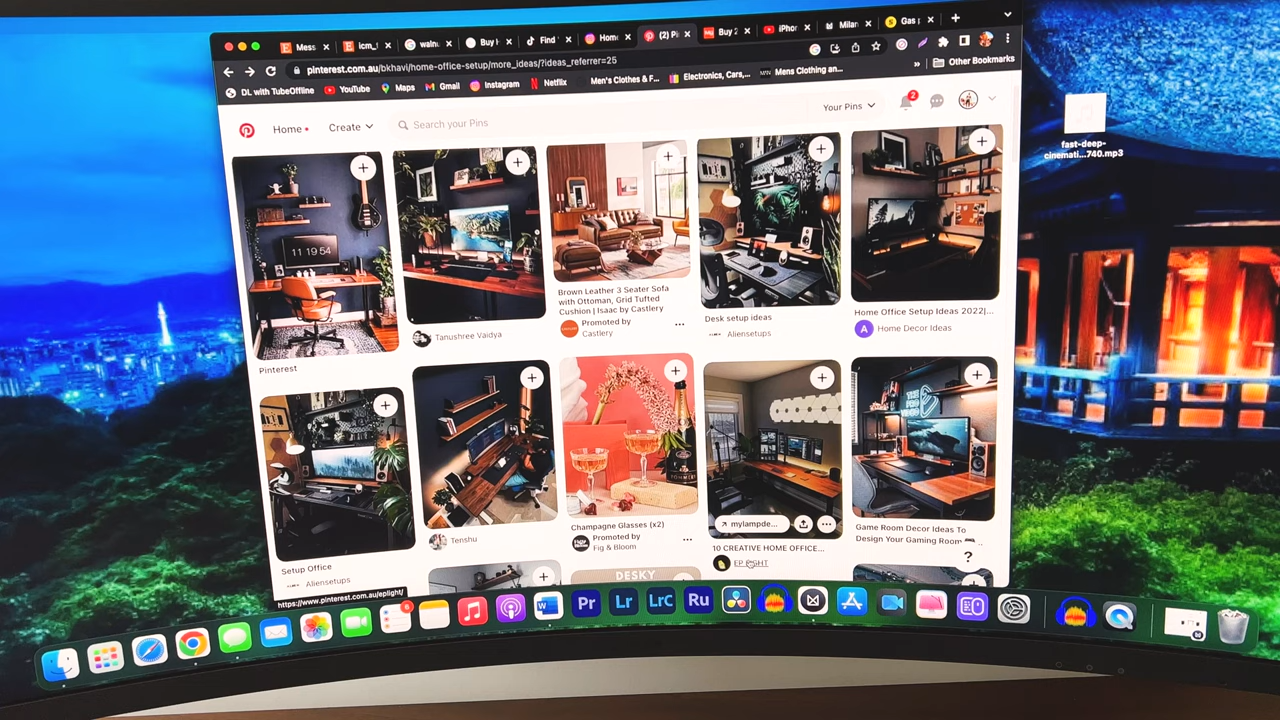 Mess
icm_!
walnu
Buy H
Find '
Home
(2) Pi
Buy 2
iPhor
Milan
Gas p
pinterest.com.au/bkhavi/home-office-setup/more_ideas/?ideas_referrer=25
DL with TubeOffline
YouTube
Maps
Gmail
Instagram
Netflix
Men's Clothes & F...
Electronics, Cars,...
Mens Clothing an...
»
Other Bookmarks
Home
Create
Search your Pins
Your Pins
2
fast-deep-
cinemati...740.mp3
11 19 54
Pinterest
Tanushree Vaidya
Brown Leather 3 Seater Sofa
with Ottoman, Grid Tufted
Cushion | Isaac by Castlery
Promoted by
Castlery
Desk setup ideas
Aliensetups
Home Office Setup Ideas 2022|...
A
Home Decor Ideas
Setup Office
Aliensetups
Tenshu
Champagne Glasses (x2)
Promoted by
Fig & Bloom
mylampde...
10 CREATIVE HOME OFFICE...
Game Room Decor Ideas To
Design Your Gaming Room
?
DESKY
https://www.pinterest.com.au/eplight/
Pr
Lr
LrC
Ru